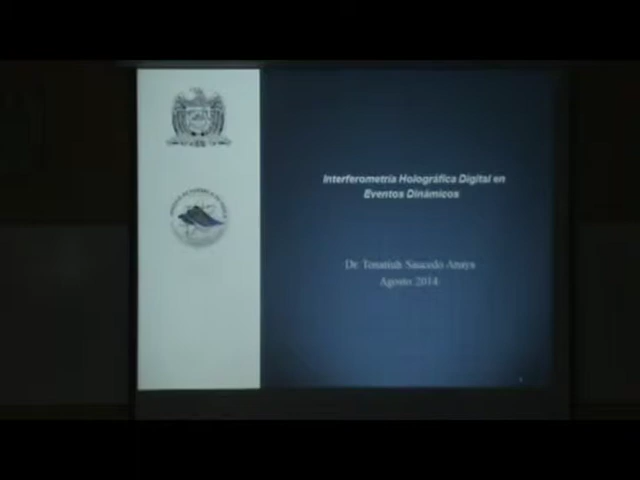 Interferometría Holográfica Digital en
Eventos Dinámicos
Dr. Tonatiuh Saucedo Anaya
Agosto 2014